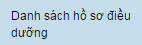 Danh sách hồ sơ điều
dưỡng